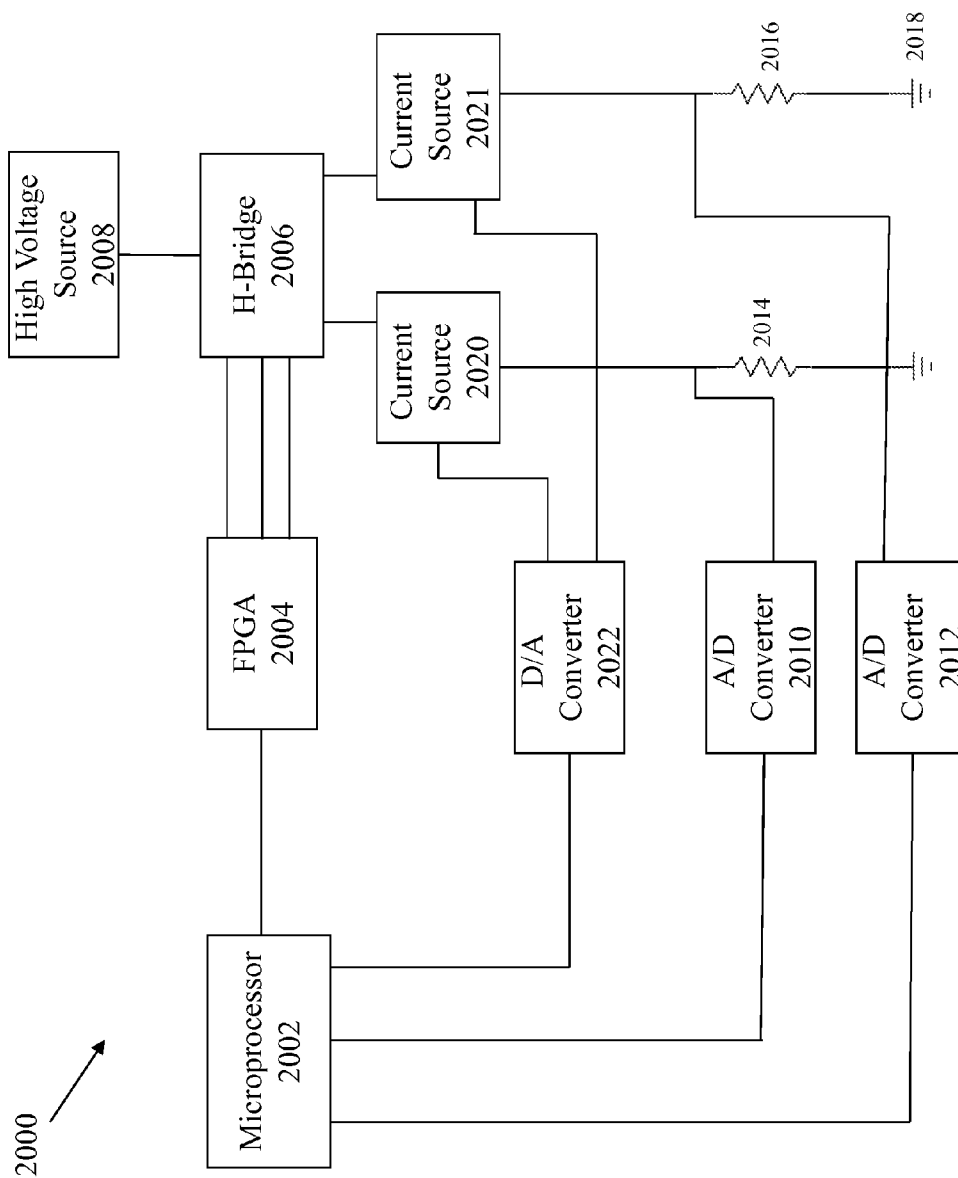 2000
Microprocessor
2002
FPGA
2004
High Voltage
Source
2008
H-Bridge
2006
Current
Source
2020
Current
Source
2021
D/A
Converter
2022
A/D
Converter
2010
A/D
Converter
2012
2014
2016
2018